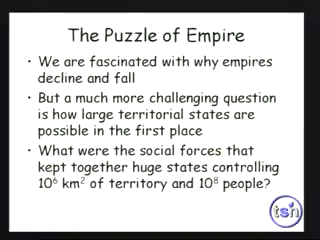 The Puzzle of Empire
• We are fascinated with why empires
decline and fall
• But a much more challenging question
is how large territorial states are
possible in the first place
• What were the social forces that
kept together huge states controlling
10⁶ km² of territory and 10⁸ people?
tsn